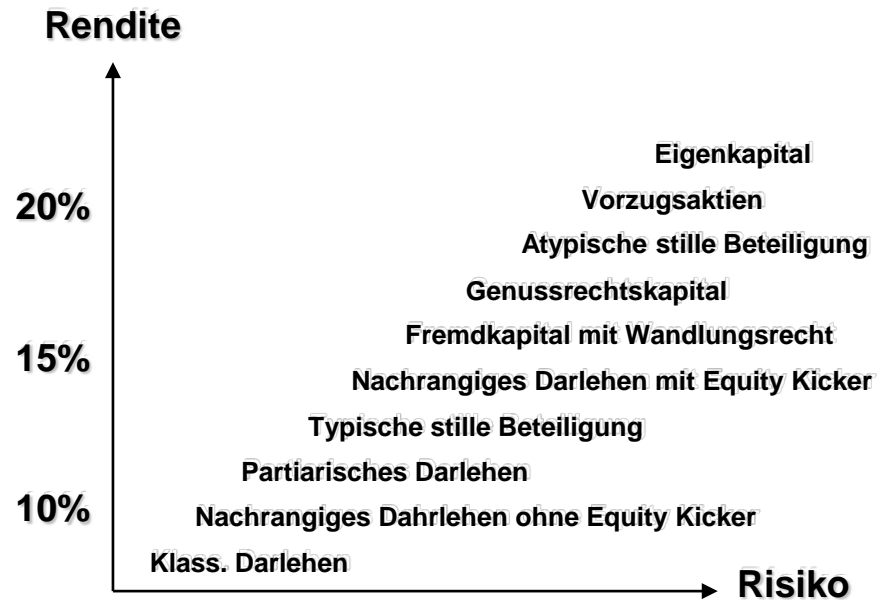 Rendite
Eigenkapital
20%
Vorzugsaktien
Atypische stille Beteiligung
Genussrechtskapital
Fremdkapital mit Wandlungsrecht
15%
Nachrangiges Darlehen mit Equity Kicker
Typische stille Beteiligung
Partiarisches Darlehen
10%
Nachrangiges Dahrlehen ohne Equity Kicker
Klass. Darlehen
Risiko